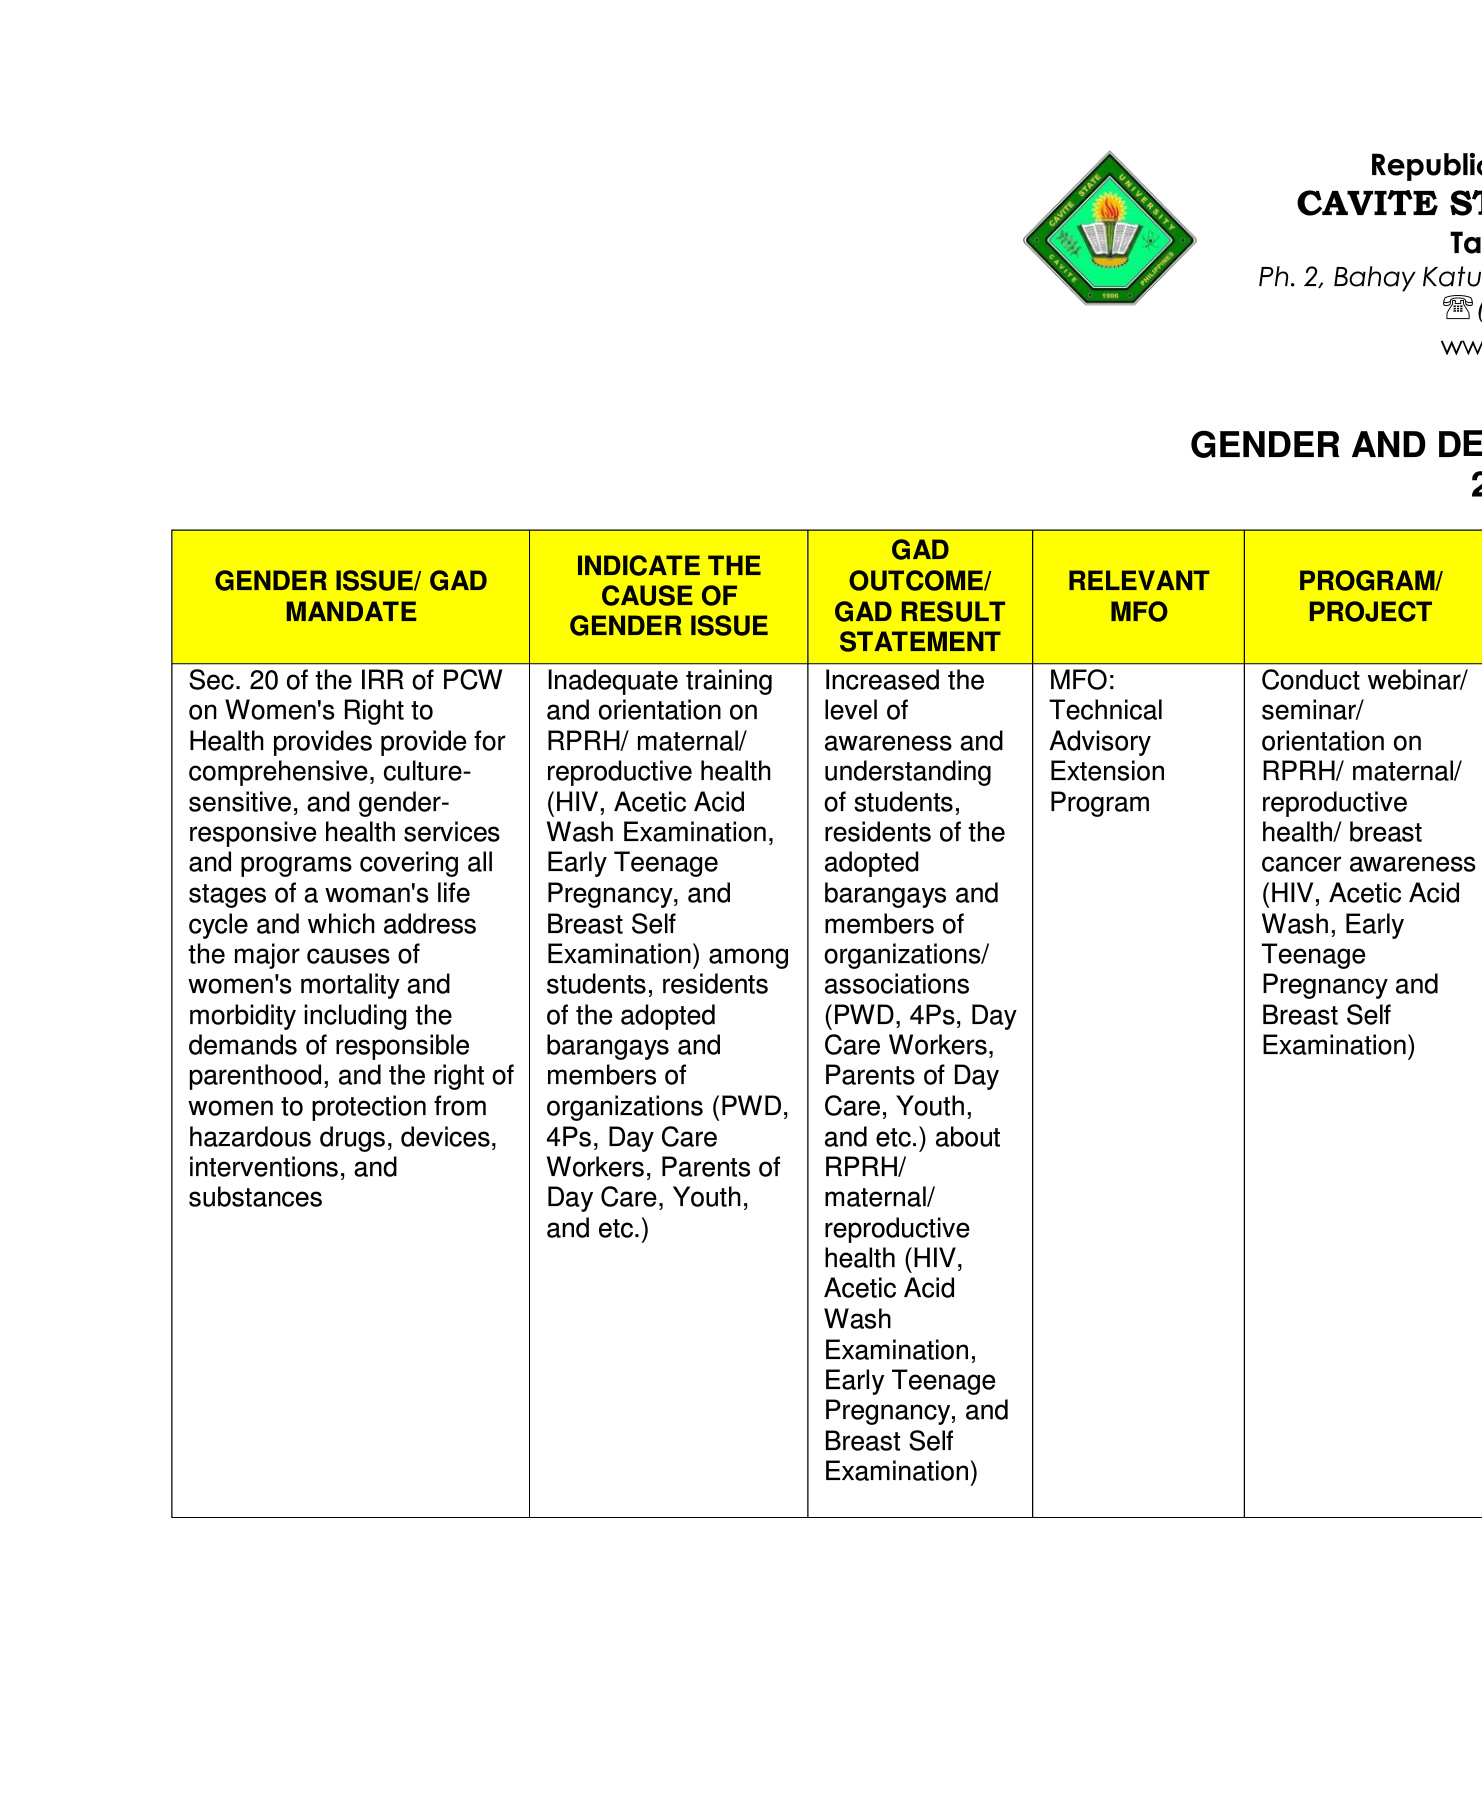 CAVITE STATE UNIVERSITY
CAVITE
PHILIPPINES
1906
Republic
CAVITE ST
Ta
Ph. 2, Bahay Katu
(
ww
GENDER AND DE
2
GENDER ISSUE/ GAD
MANDATE
INDICATE THE
CAUSE OF
GENDER ISSUE
GAD
OUTCOME/
GAD RESULT
STATEMENT
RELEVANT
MFO
PROGRAM/
PROJECT
Sec. 20 of the IRR of PCW
on Women's Right to
Health provides provide for
comprehensive, culture-
sensitive, and gender-
responsive health services
and programs covering all
stages of a woman's life
cycle and which address
the major causes of
women's mortality and
morbidity including the
demands of responsible
parenthood, and the right of
women to protection from
hazardous drugs, devices,
interventions, and
substances
Inadequate training
and orientation on
RPRH/ maternal/
reproductive health
(HIV, Acetic Acid
Wash Examination,
Early Teenage
Pregnancy, and
Breast Self
Examination) among
students, residents
of the adopted
barangays and
members of
organizations (PWD,
4Ps, Day Care
Workers, Parents of
Day Care, Youth,
and etc.)
Increased the
level of
awareness and
understanding
of students,
residents of the
adopted
barangays and
members of
organizations/
associations
(PWD, 4Ps, Day
Care Workers,
Parents of Day
Care, Youth,
and etc.) about
RPRH/
maternal/
reproductive
health (HIV,
Acetic Acid
Wash
Examination,
Early Teenage
Pregnancy, and
Breast Self
Examination)
MFO:
Technical
Advisory
Extension
Program
Conduct webinar/
seminar/
orientation on
RPRH/ maternal/
reproductive
health/ breast
cancer awareness
(HIV, Acetic Acid
Wash, Early
Teenage
Pregnancy and
Breast Self
Examination)